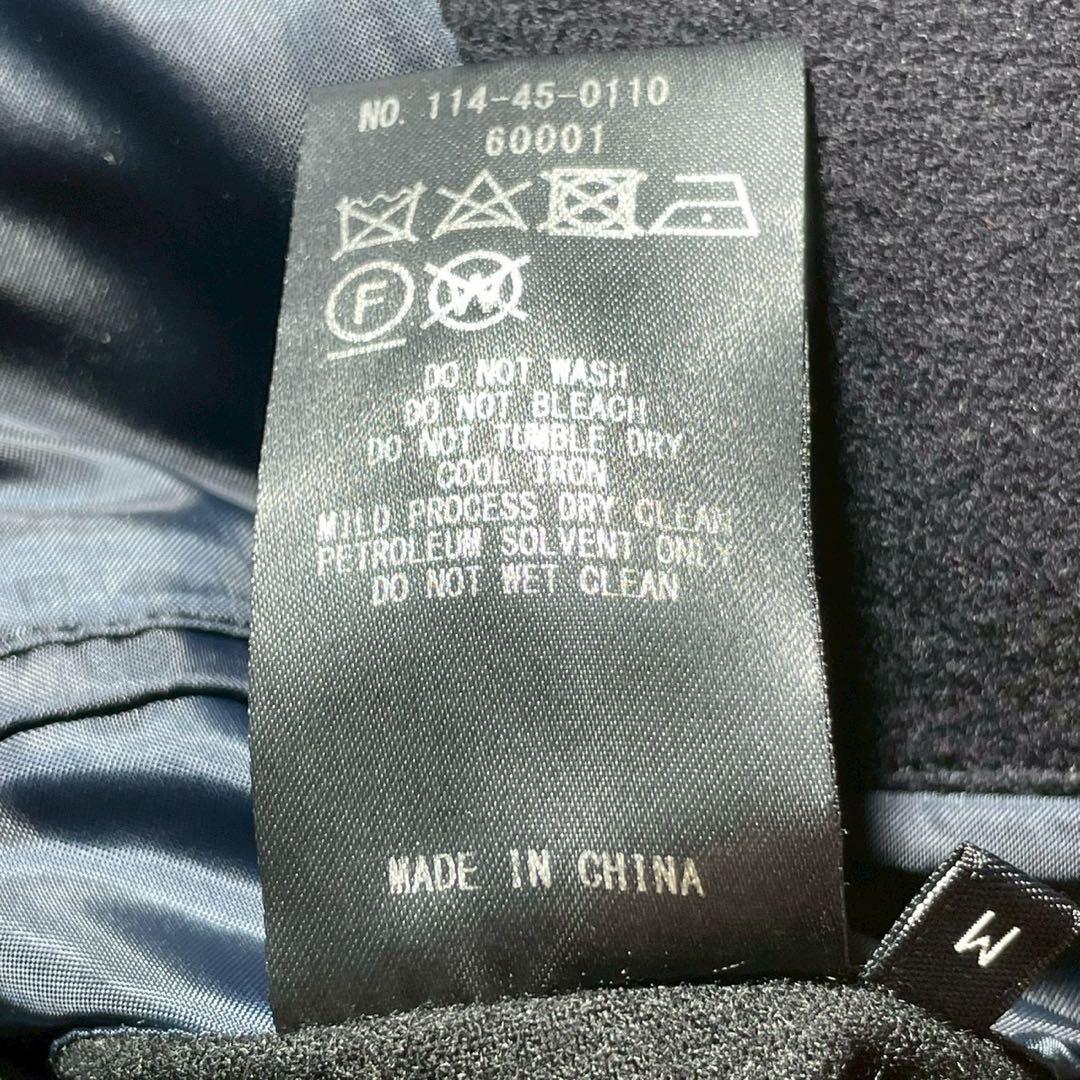 NO. 114-45-0110
60001
F W
DO NOT WASH
DO NOT BLEACH
DO NOT TUMBLE DRY
COOL IRON
MILD PROCESS DRY CLEAN
PETROLEUM SOLVENT ONLY
DO NOT WET CLEAN
MADE IN CHINA
M